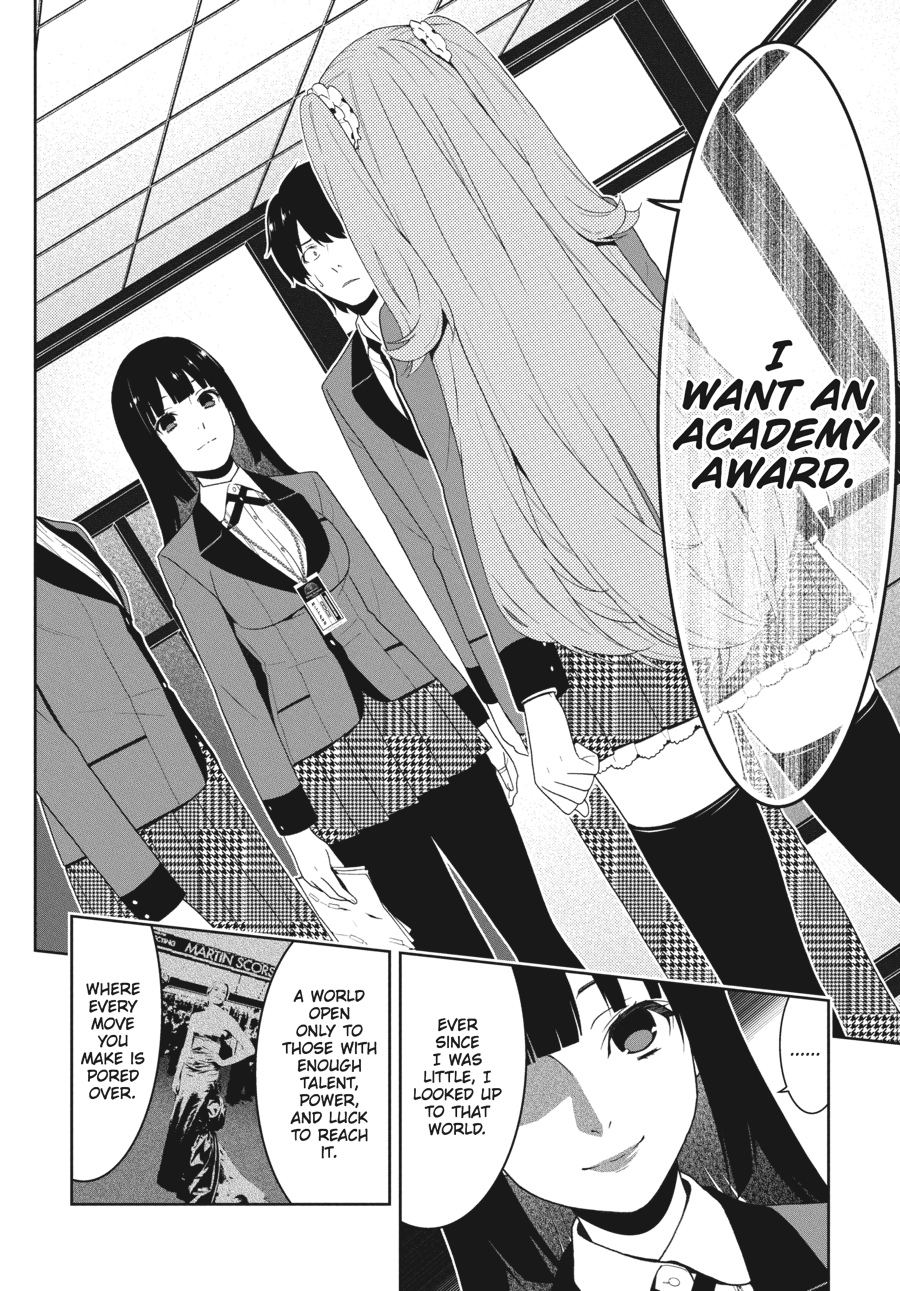 I
WANT AN
ACADEMY
AWARD.
......
EVER
SINCE
I WAS
LITTLE, I
LOOKED UP
TO THAT
WORLD.
A WORLD
OPEN
ONLY TO
THOSE WITH
ENOUGH
TALENT,
POWER,
AND LUCK
TO REACH
IT.
MARTIN SCORS
WHERE
EVERY
MOVE
YOU
MAKE IS
PORED
OVER.